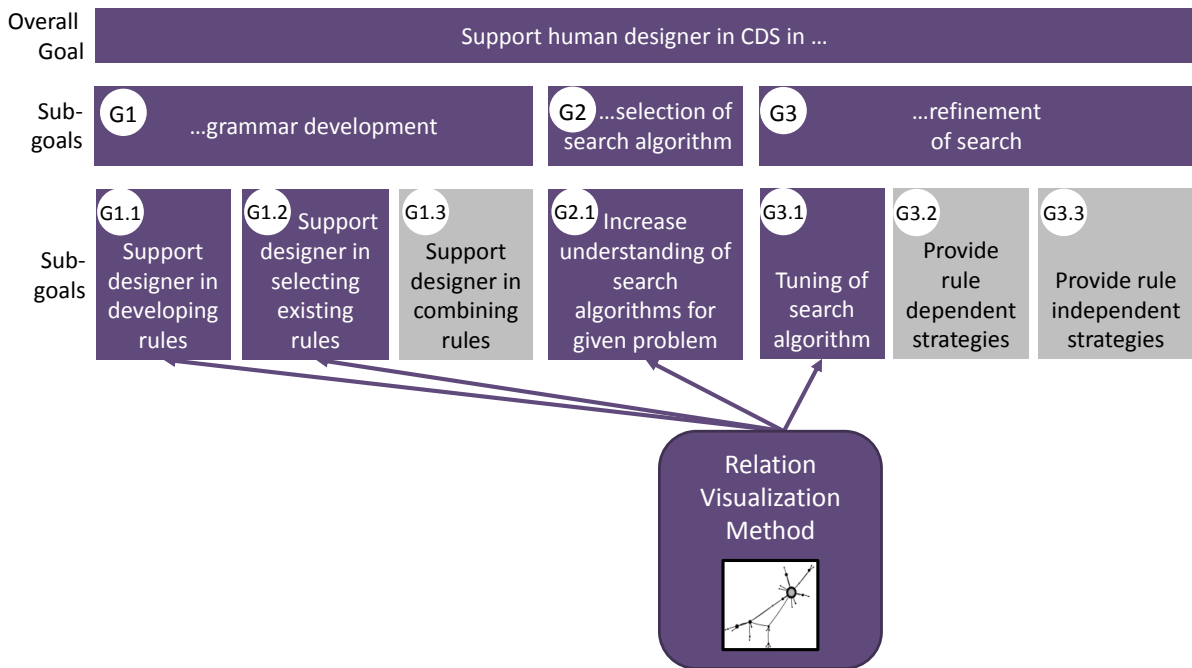 Overall
Goal
Support human designer in CDS in …
Sub-
goals
G1
…grammar development
G2
…selection of
search algorithm
G3
…refinement
of search
Sub-
goals
G1.1
Support
designer in
developing
rules
G1.2
Support
designer in
selecting
existing
rules
G1.3
Support
designer in
combining
rules
G2.1
Increase
understanding of
search
algorithms for
given problem
G3.1
Tuning of
search
algorithm
G3.2
Provide
rule
dependent
strategies
G3.3
Provide rule
independent
strategies
Relation
Visualization
Method